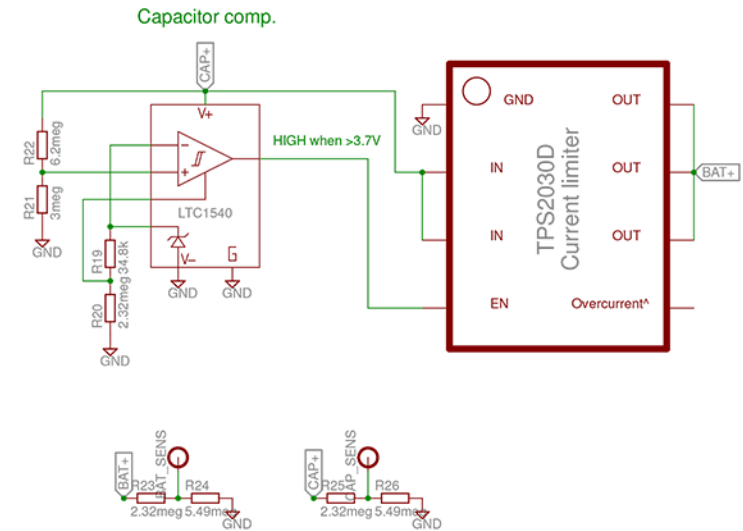 Capacitor comp.
CAP+
V+
R22
6.2meg
HIGH when >3.7V
R21
3meg
GND
LTC1540
R19
34.8k
V-
G
GND
GND
R20
2.32meg
GND
GND
GND
OUT
IN
OUT
BAT+
IN
OUT
EN
Overcurrent^
TPS2030D
Current limiter
BAT+
R23
BAT_SENS
R24
2.32meg
5.49meg
GND
CAP+
R25
CAP_SENS
R26
2.32meg
5.49meg
GND